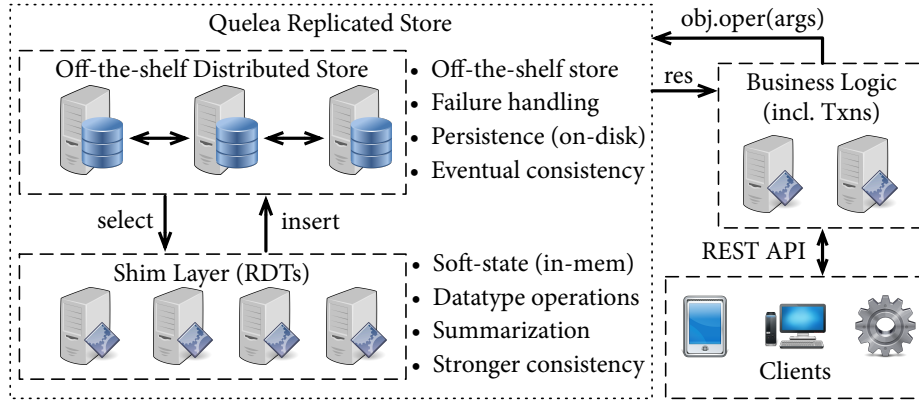 Quelea Replicated Store
Off-the-shelf Distributed Store
• Off-the-shelf store
• Failure handling
• Persistence (on-disk)
• Eventual consistency
select
insert
Shim Layer (RDTs)
• Soft-state (in-mem)
• Datatype operations
• Summarization
• Stronger consistency
obj.oper(args)
res
Business Logic
(incl. Txns)
REST API
Clients